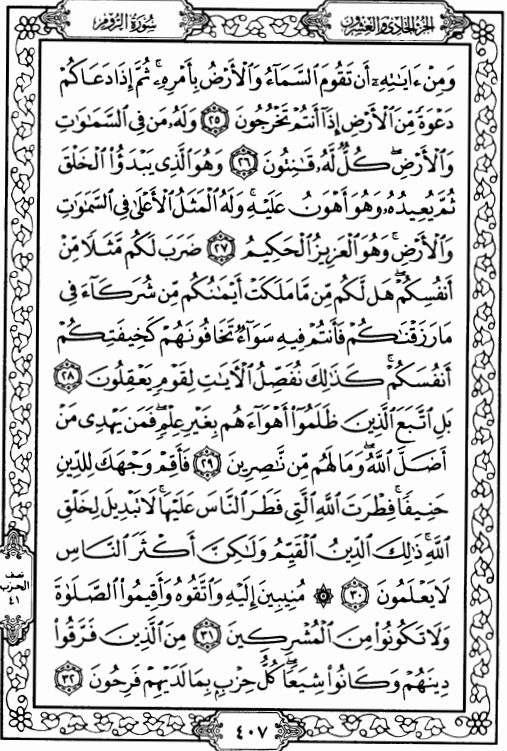 الجزء الحادي والعشرون
سورة الروم
وَمِنْ ءَايَـٰتِهِۦٓ أَن تَقُومَ ٱلسَّمَآءُ وَٱلْأَرْضُ بِأَمْرِهِۦ ۚ ثُمَّ إِذَا دَعَاكُمْ
دَعْوَةً مِّنَ ٱلْأَرْضِ إِذَآ أَنتُمْ تَخْرُجُونَ ٢٥ وَلَهُۥ مَن فِى ٱلسَّمَـٰوَٰتِ
وَٱلْأَرْضِ ۖ كُلٌّ لَّهُۥ قَـٰنِتُونَ ٢٦ وَهُوَ ٱلَّذِى يَبْدَؤُا۟ ٱلْخَلْقَ
ثُمَّ يُعِيدُهُۥ وَهُوَ أَهْوَنُ عَلَيْهِ ۚ وَلَهُ ٱلْمَثَلُ ٱلْأَعْلَىٰ فِى ٱلسَّمَـٰوَٰتِ
وَٱلْأَرْضِ ۚ وَهُوَ ٱلْعَزِيزُ ٱلْحَكِيمُ ٢٧ ضَرَبَ لَكُم مَّثَلًا مِّنْ
أَنفُسِكُمْ ۖ هَل لَّكُم مِّن مَّا مَلَكَتْ أَيْمَـٰنُكُم مِّن شُرَكَآءَ فِى
مَا رَزَقْنَـٰكُمْ فَأَنتُمْ فِيهِ سَوَآءٌ تَخَافُونَهُمْ كَخِيفَتِكُمْ
أَنفُسَكُمْ ۚ كَذَٰلِكَ نُفَصِّلُ ٱلْـَٔايَـٰتِ لِقَوْمٍ يَعْقِلُونَ ٢٨
بَلِ ٱتَّبَعَ ٱلَّذِينَ ظَلَمُوٓا۟ أَهْوَآءَهُم بِغَيْرِ عِلْمٍ ۖ فَمَن يَهْدِى مَنْ
أَضَلَّ ٱللَّهُ ۖ وَمَا لَهُم مِّن نَّـٰصِرِينَ ٢٩ فَأَقِمْ وَجْهَكَ لِلدِّينِ
حَنِيفًا ۚ فِطْرَتَ ٱللَّهِ ٱلَّتِى فَطَرَ ٱلنَّاسَ عَلَيْهَا ۚ لَا تَبْدِيلَ لِخَلْقِ
ٱللَّهِ ۚ ذَٰلِكَ ٱلدِّينُ ٱلْقَيِّمُ وَلَـٰكِنَّ أَكْثَرَ ٱلنَّاسِ
لَا يَعْلَمُونَ ٣٠ ۞ مُنِيبِينَ إِلَيْهِ وَٱتَّقُوهُ وَأَقِيمُوا۟ ٱلصَّلَوٰةَ
وَلَا تَكُونُوا۟ مِنَ ٱلْمُشْرِكِينَ ٣١ مِنَ ٱلَّذِينَ فَرَّقُوا۟
دِينَهُمْ وَكَانُوا۟ شِيَعًا ۖ كُلُّ حِزْبٍۭ بِمَا لَدَيْهِمْ فَرِحُونَ ٣٢
نصف
الحزب
٤١
٤٠٧